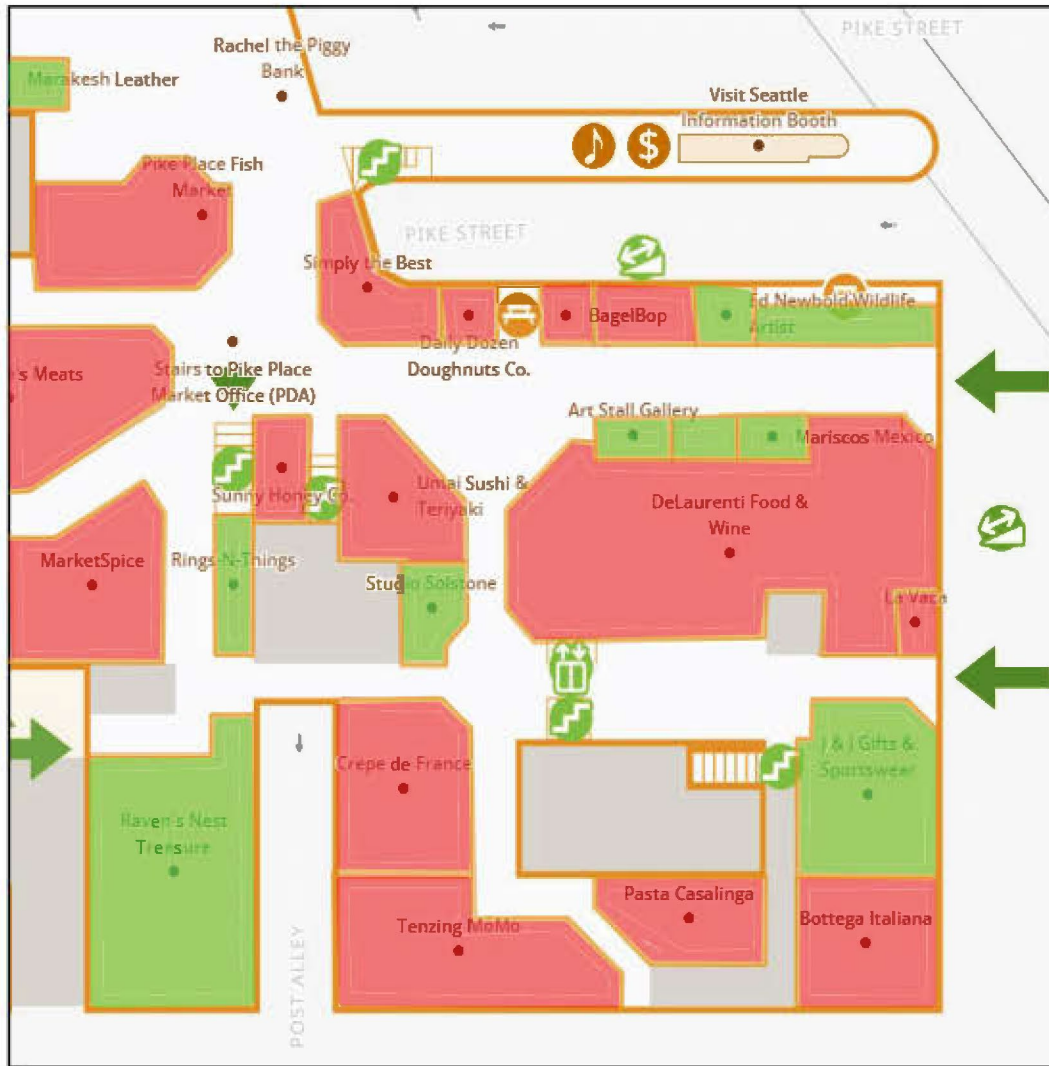 PIKE STREET
Rachel the Piggy
Bank
Marakesh Leather
Visit Seattle
Information Booth
$
Pike Place Fish
Market
PIKE STREET
Simply the Best
BagelBop
Ed Newbold Wildlife
Artist
Daily Dozen
Doughnuts Co.
's Meats
Stairs to Pike Place
Market Office (PDA)
Art Stall Gallery
Mariscos Mexico
Sunny Honey Co.
Umai Sushi &
Teriyaki
DeLaurenti Food &
Wine
MarketSpice
Rings-N-Things
Studio Solstone
La Vaca
Crepe de France
J & J Gifts &
Sportswear
Raven's Nest
Treasure
Pasta Casalinga
Tenzing MoMo
Bottega Italiana
POST ALLEY